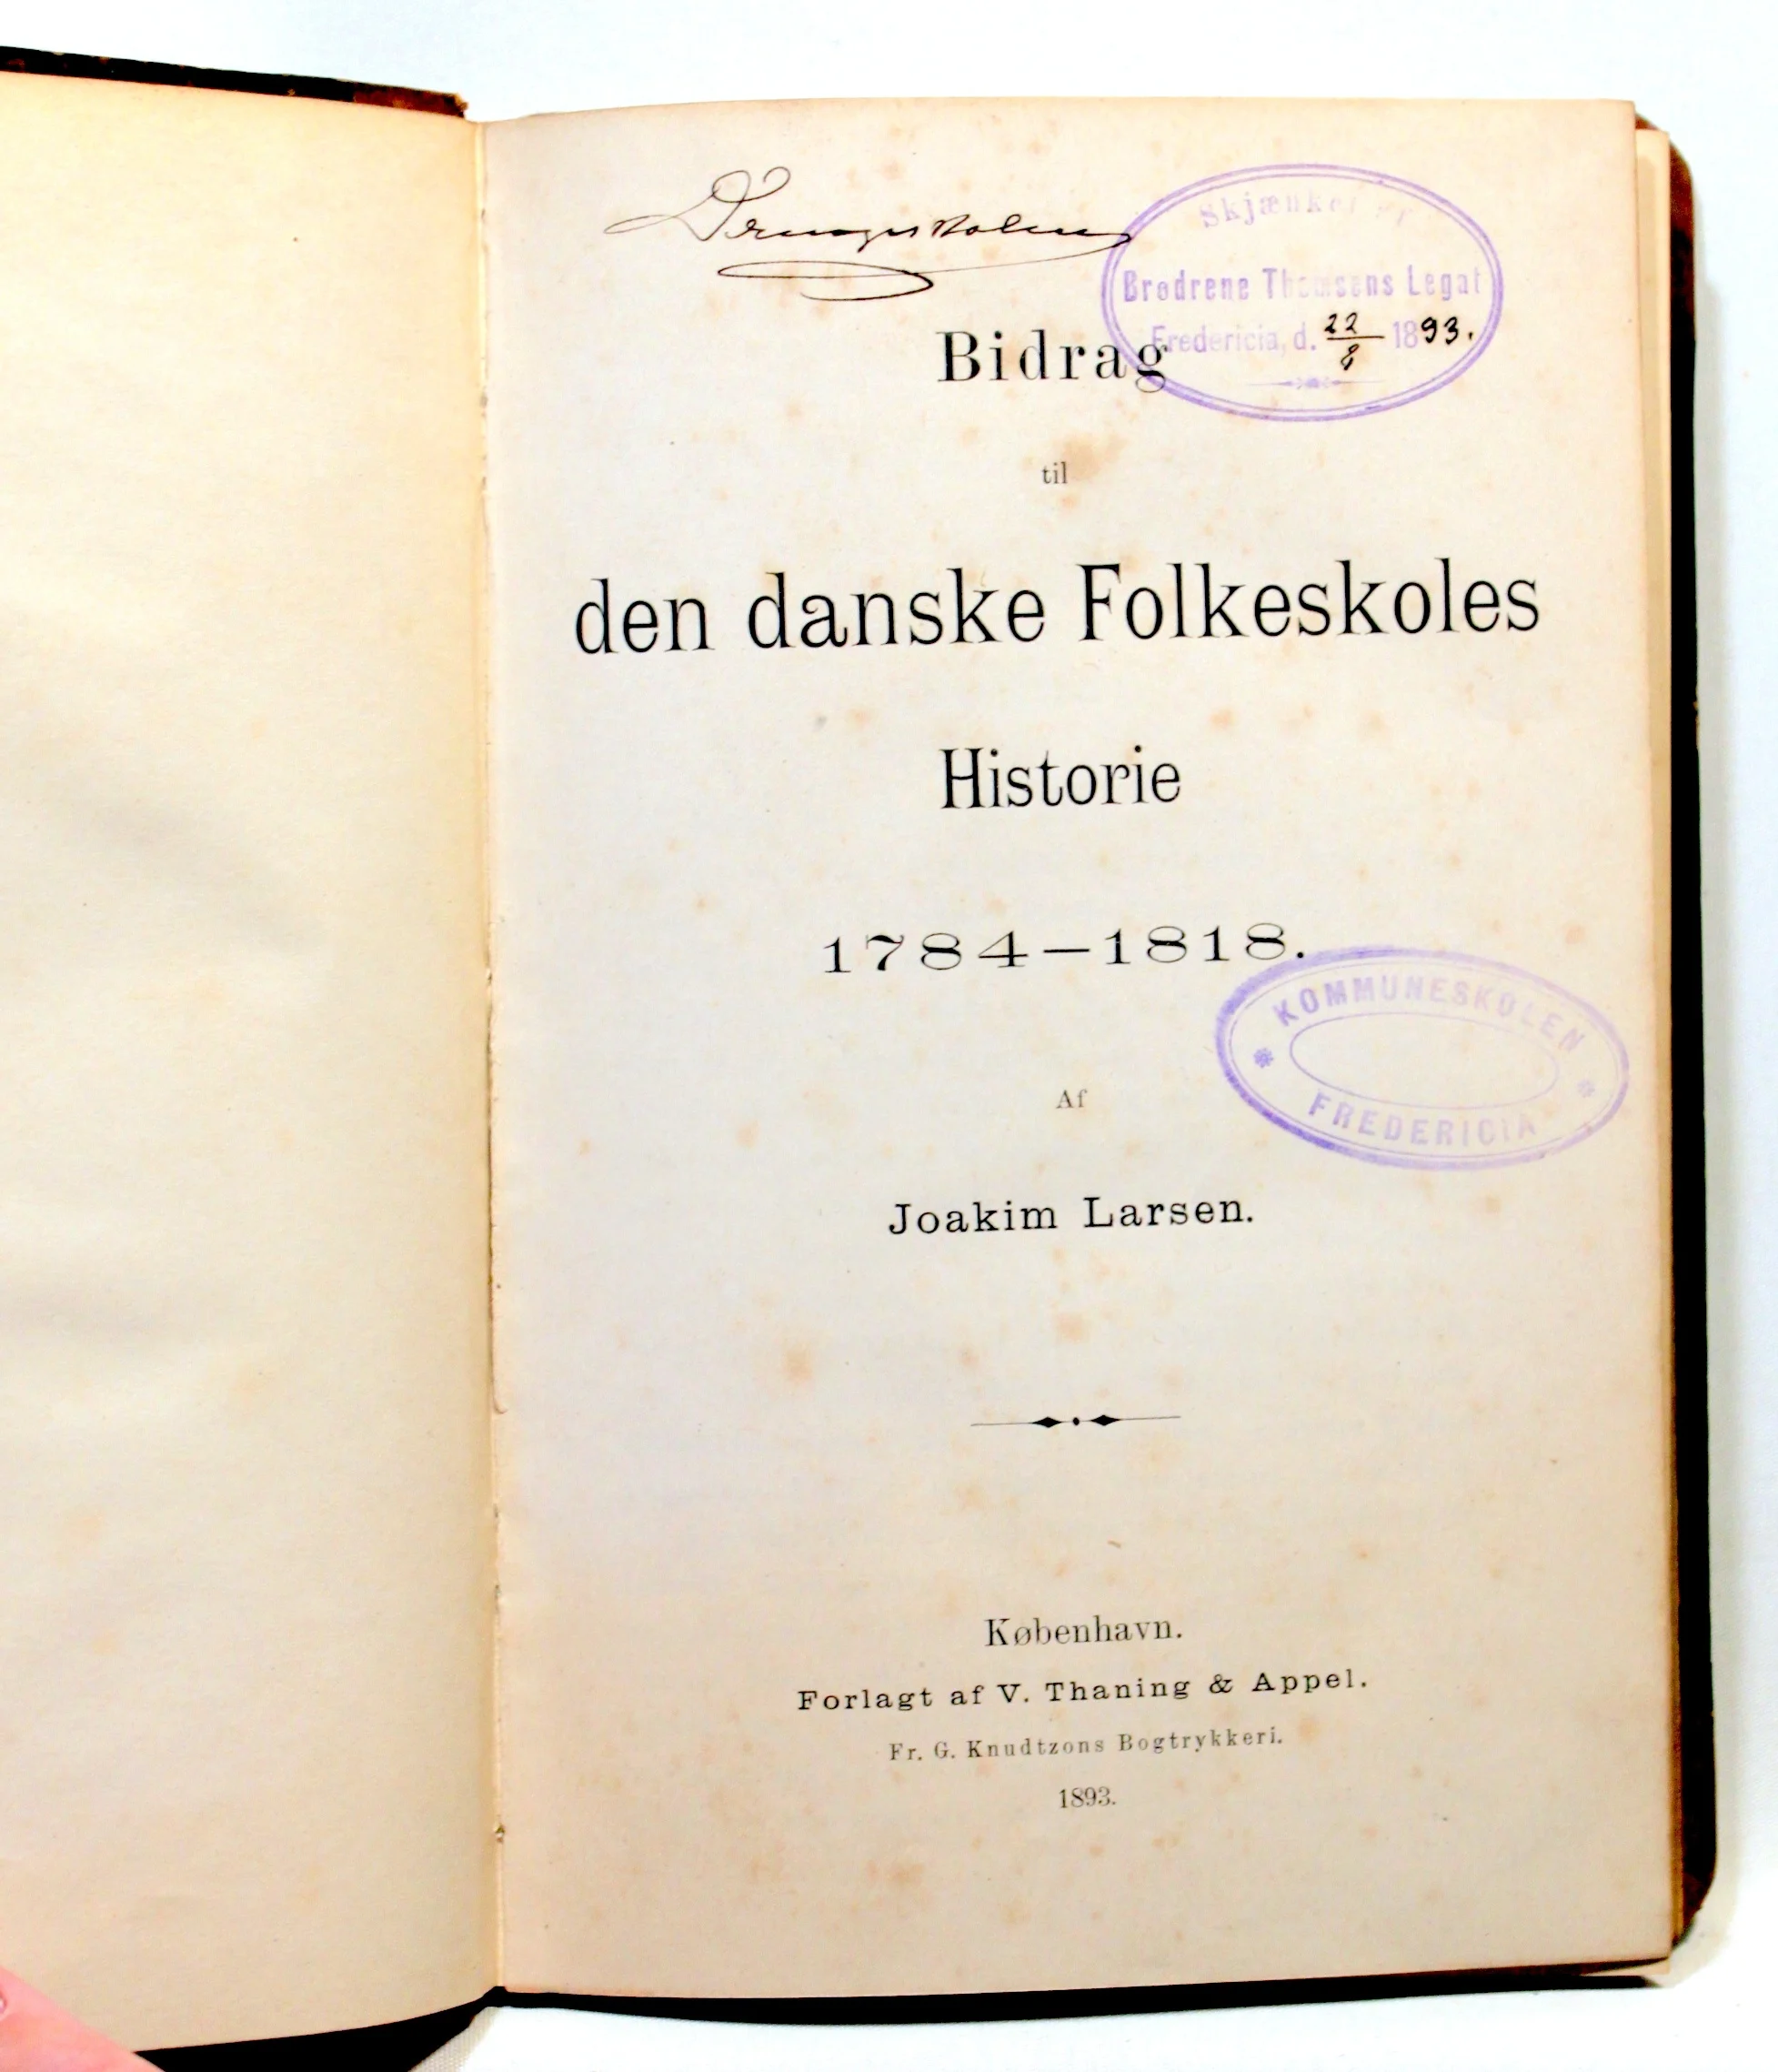 Drengeskolen
Skjænket fr
Brødrene Thomsens Legat
Fredericia, d. 22/8 1893.
Bidrag
til
den danske Folkeskoles
Historie
1784—1818.
KOMMUNESKOLEN
FREDERICIA
Af
Joakim Larsen.
København.
Forlagt af V. Thaning & Appel.
Fr. G. Knudtzons Bogtrykkeri.
1893.